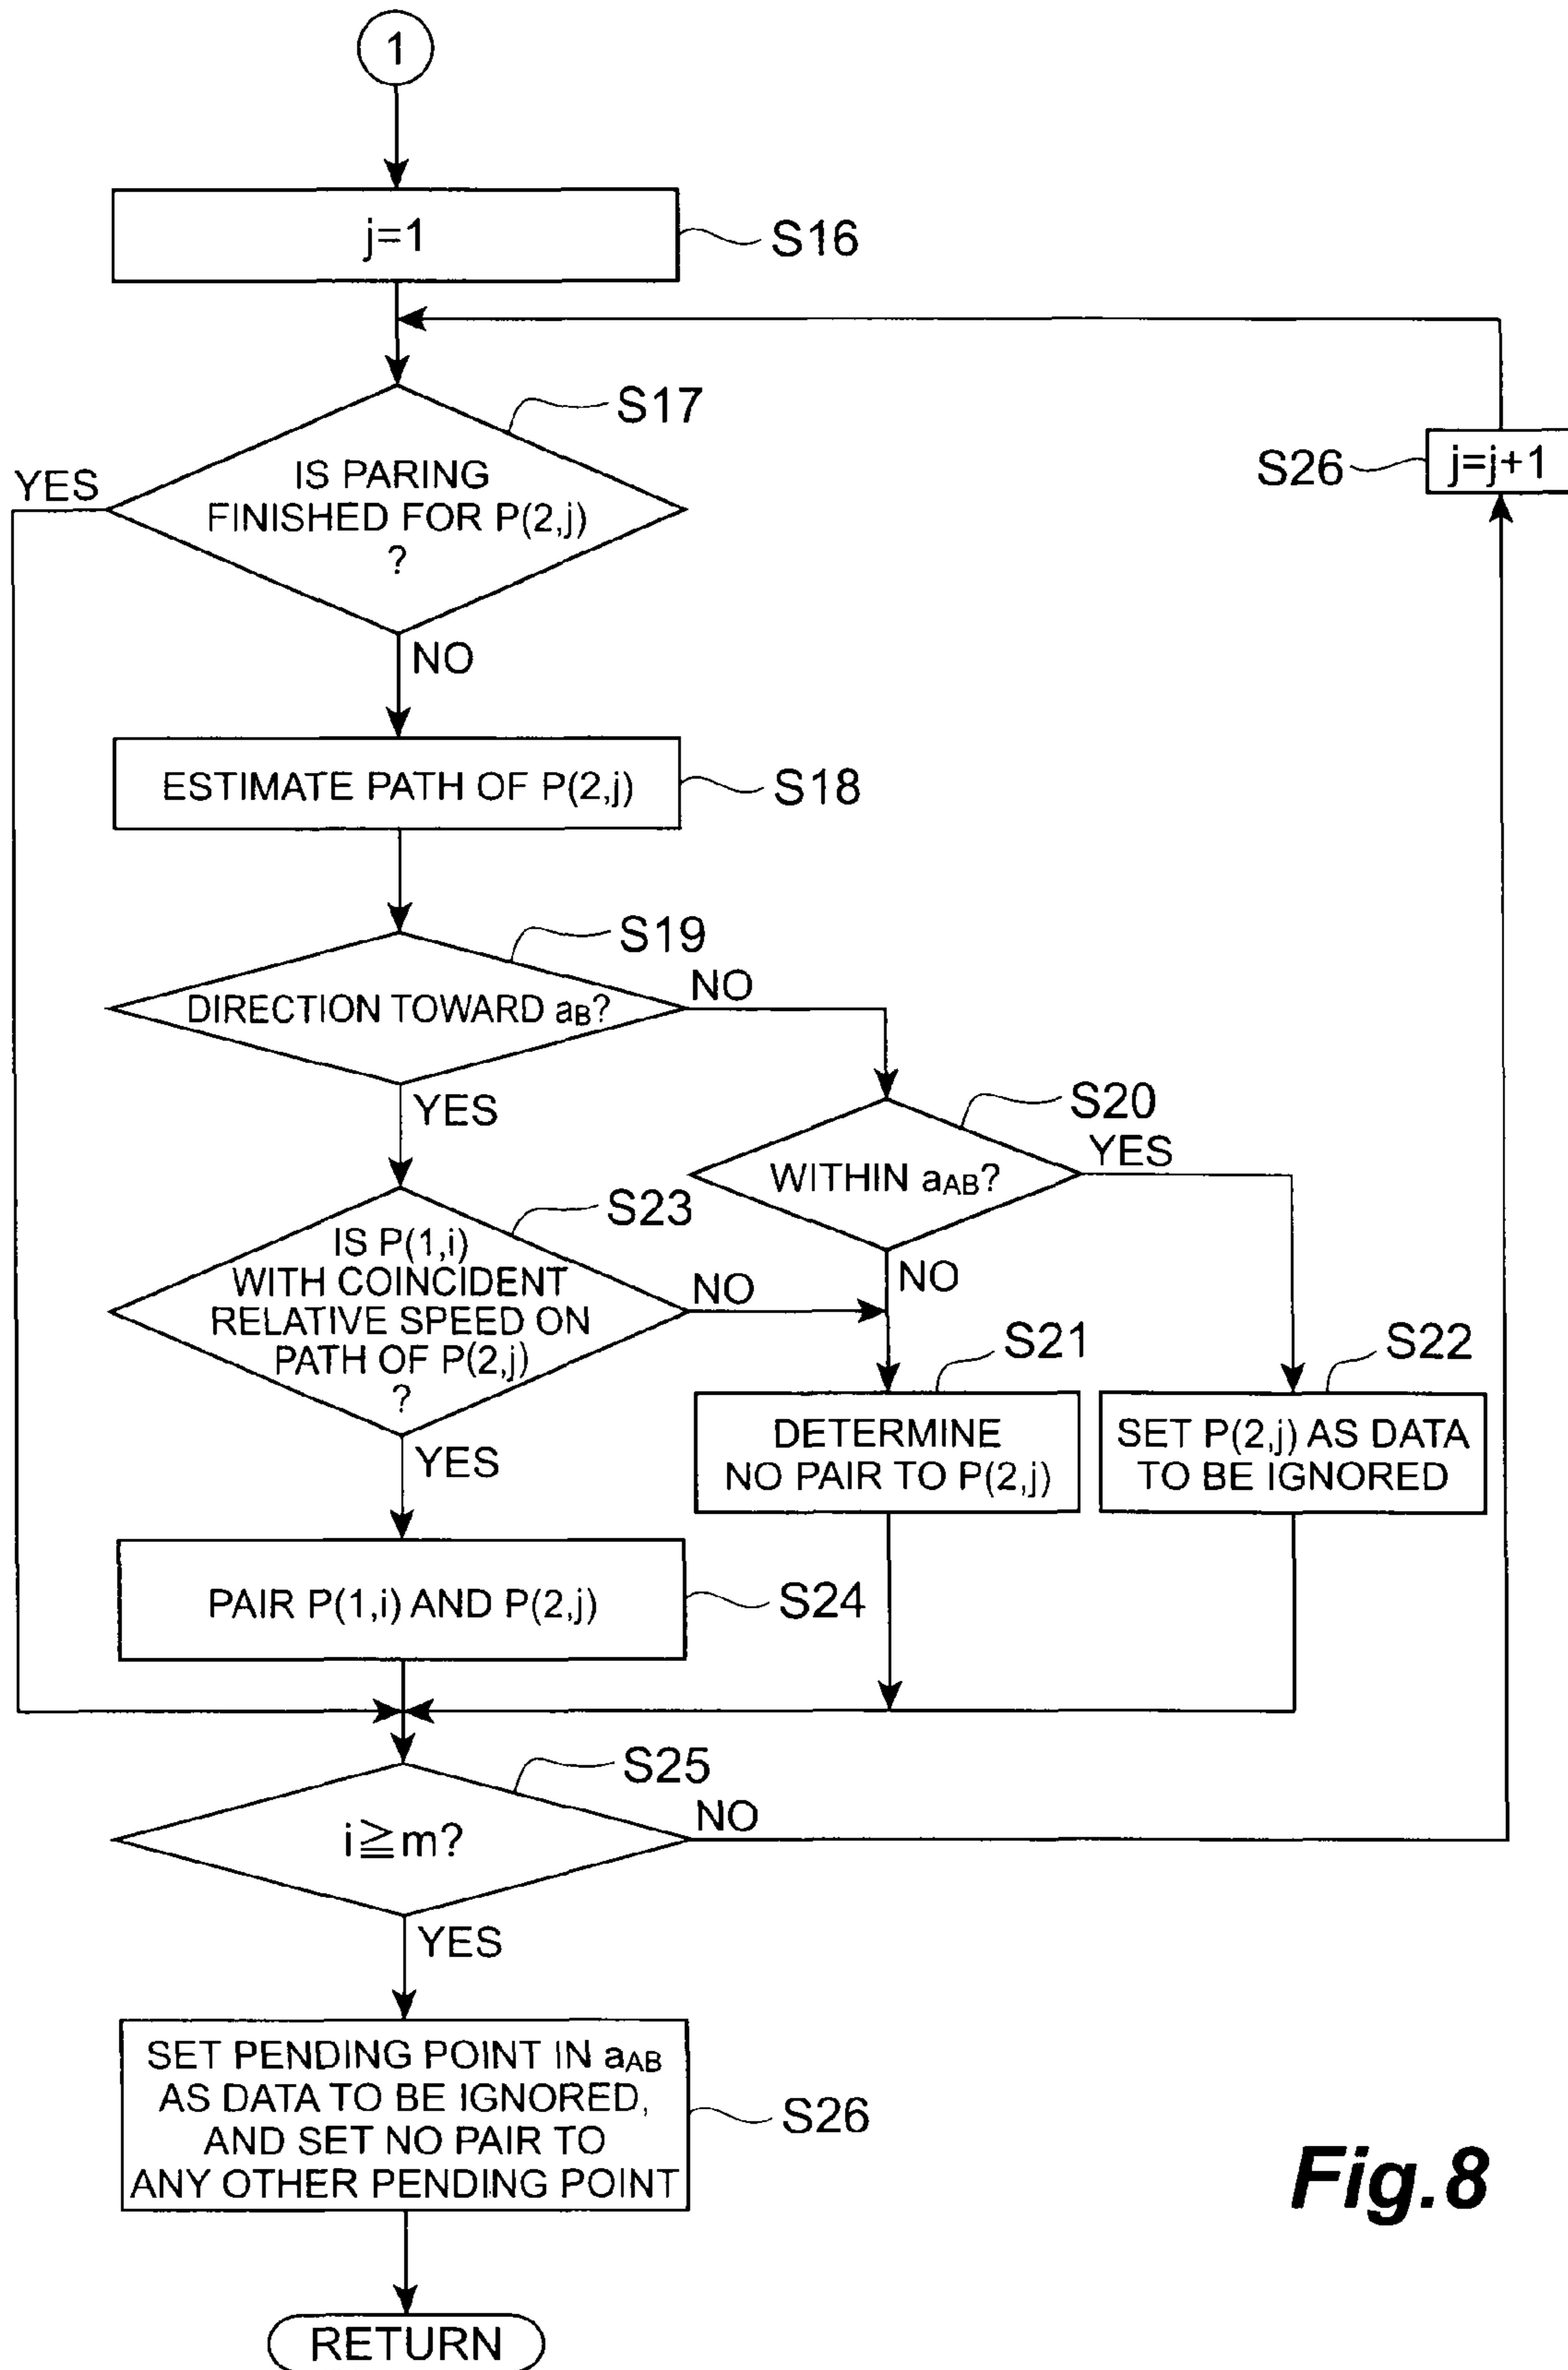 1
j=1
S16
S17
YES
IS PARING
FINISHED FOR P(2,j)
?
S26
j=j+1
NO
ESTIMATE PATH OF P(2,j)
S18
S19
DIRECTION TOWARD aB?
NO
YES
S20
WITHIN aAB?
YES
NO
S23
IS P(1,i)
WITH COINCIDENT
RELATIVE SPEED ON
PATH OF P(2,j)
?
NO
YES
S21
DETERMINE
NO PAIR TO P(2,j)
S22
SET P(2,j) AS DATA
TO BE IGNORED
PAIR P(1,i) AND P(2,j)
S24
S25
i≧m?
NO
YES
SET PENDING POINT IN aAB
AS DATA TO BE IGNORED,
AND SET NO PAIR TO
ANY OTHER PENDING POINT
S26
RETURN
Fig.8